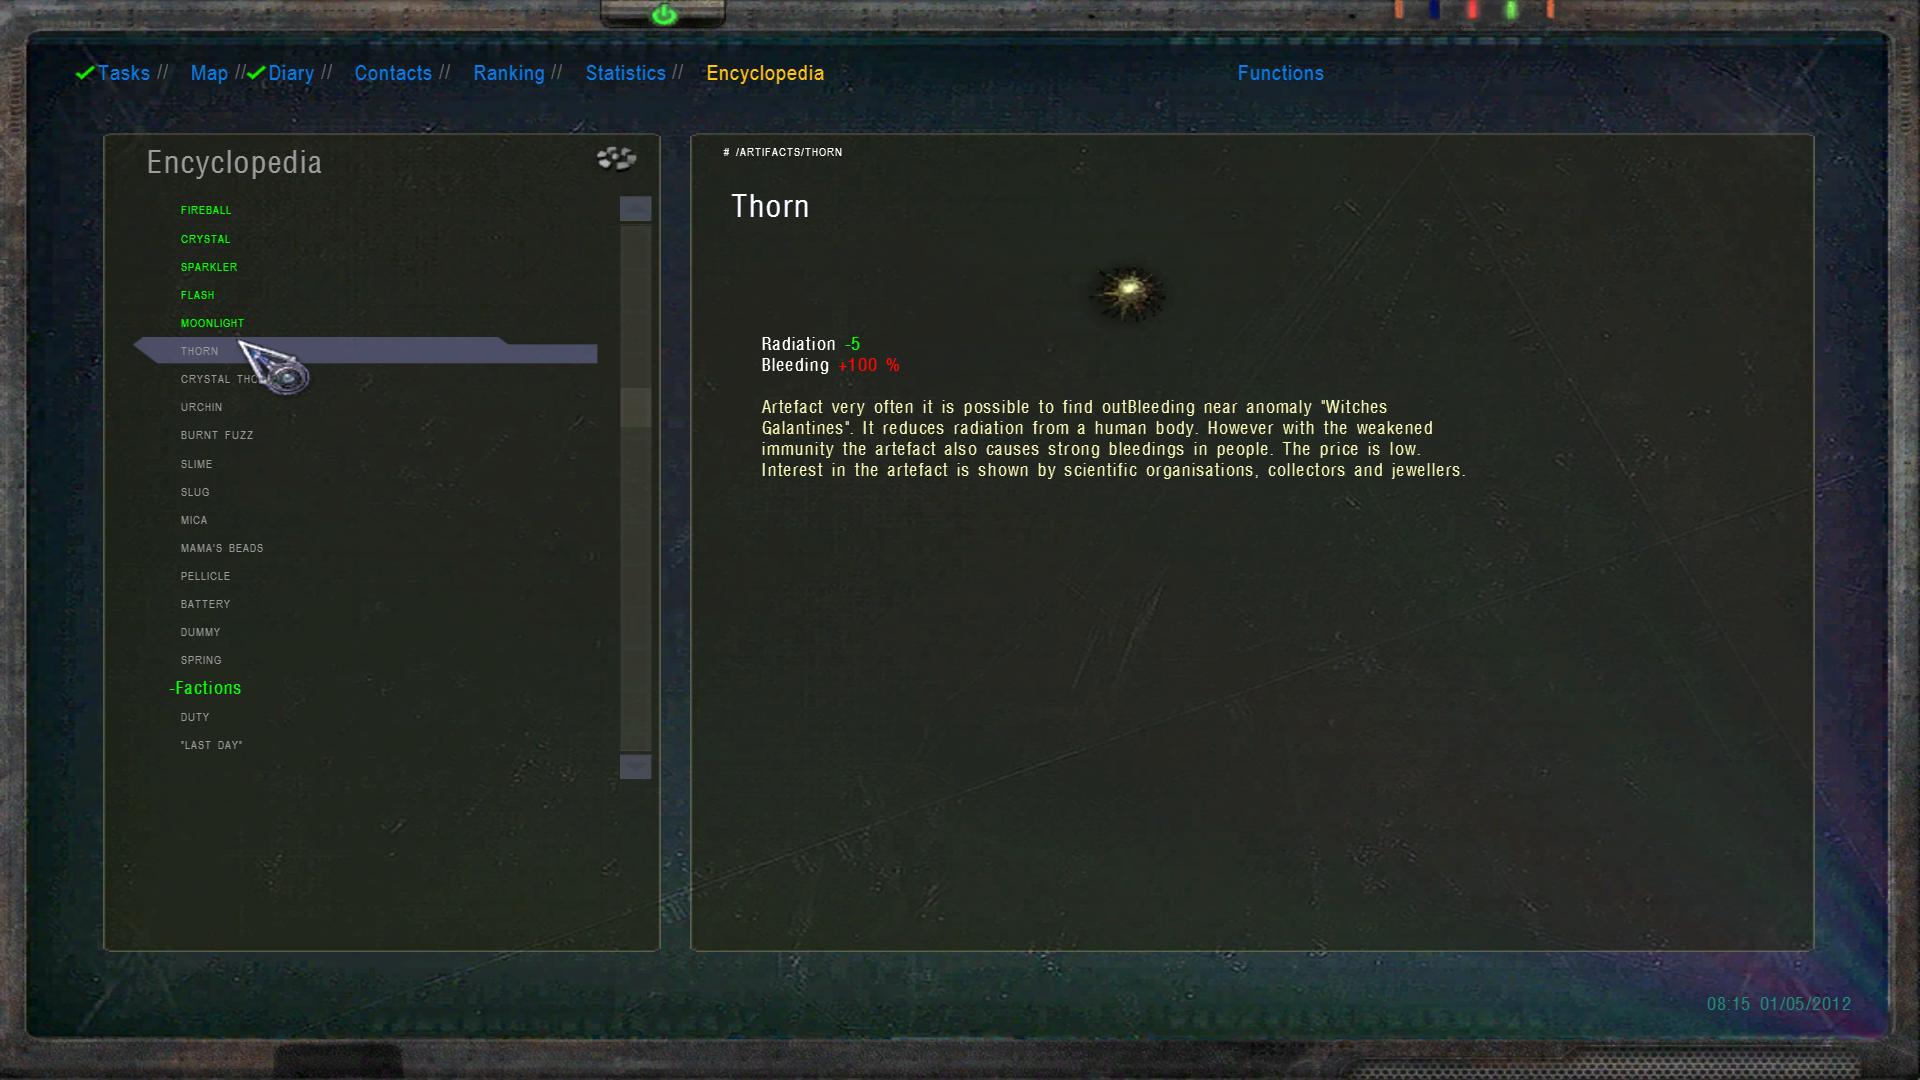 Tasks // Map // Diary // Contacts // Ranking // Statistics // Encyclopedia Functions
Encyclopedia
FIREBALL
CRYSTAL
SPARKLER
FLASH
MOONLIGHT
THORN
CRYSTAL
URCHIN
BURNT FUZZ
SLIME
SLUG
MICA
MAMA'S BEADS
PELLICLE
BATTERY
DUMMY
SPRING
-Factions
DUTY
"LAST DAY"
# /ARTIFACTS/THORN
Thorn
Radiation -5
Bleeding +100 %
Artefact very often it is possible to find outBleeding near anomaly "Witches
Galantines". It reduces radiation from a human body. However with the weakened
immunity the artefact also causes strong bleedings in people. The price is low.
Interest in the artefact is shown by scientific organisations, collectors and jewellers.
08:15 01/05/2012